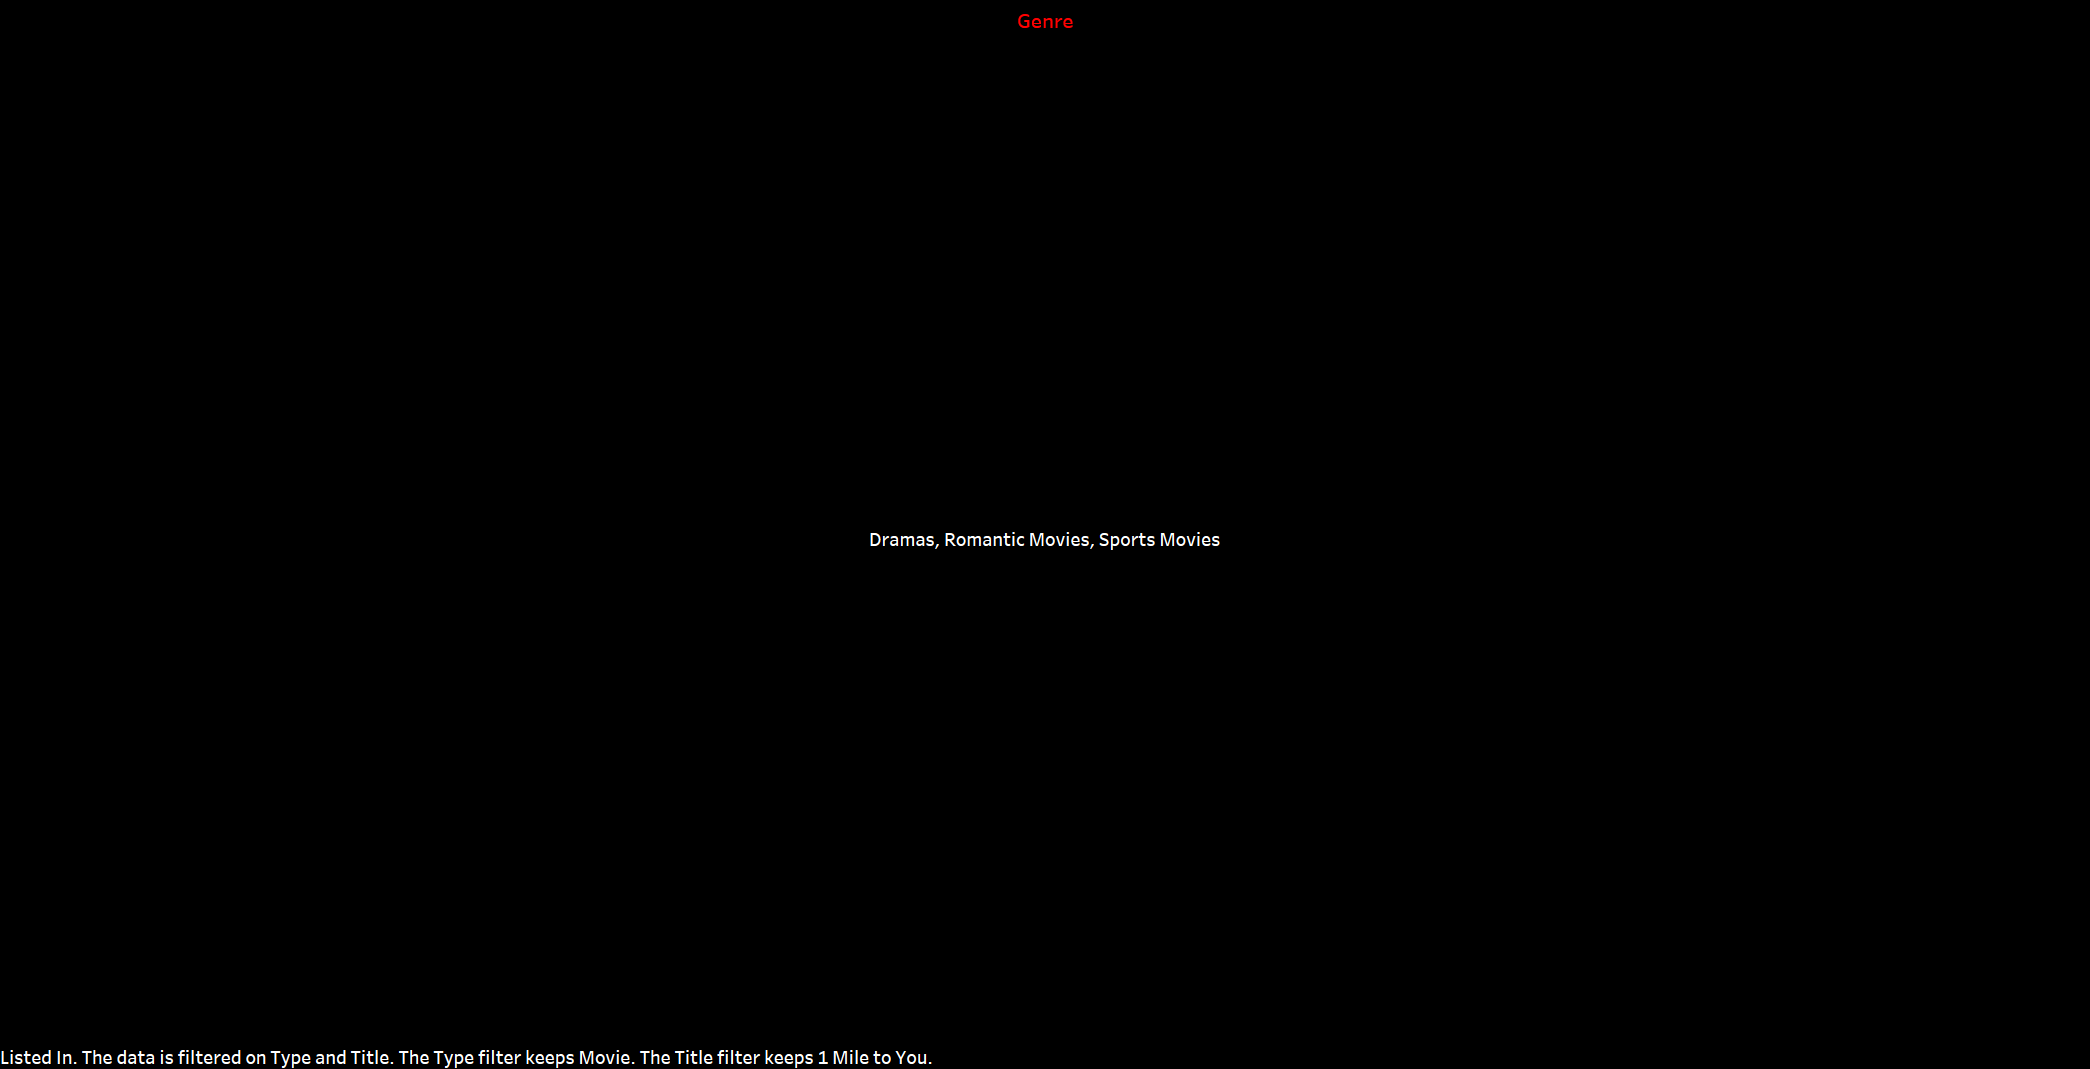 Genre
Dramas, Romantic Movies, Sports Movies
Listed In. The data is filtered on Type and Title. The Type filter keeps Movie. The Title filter keeps 1 Mile to You.